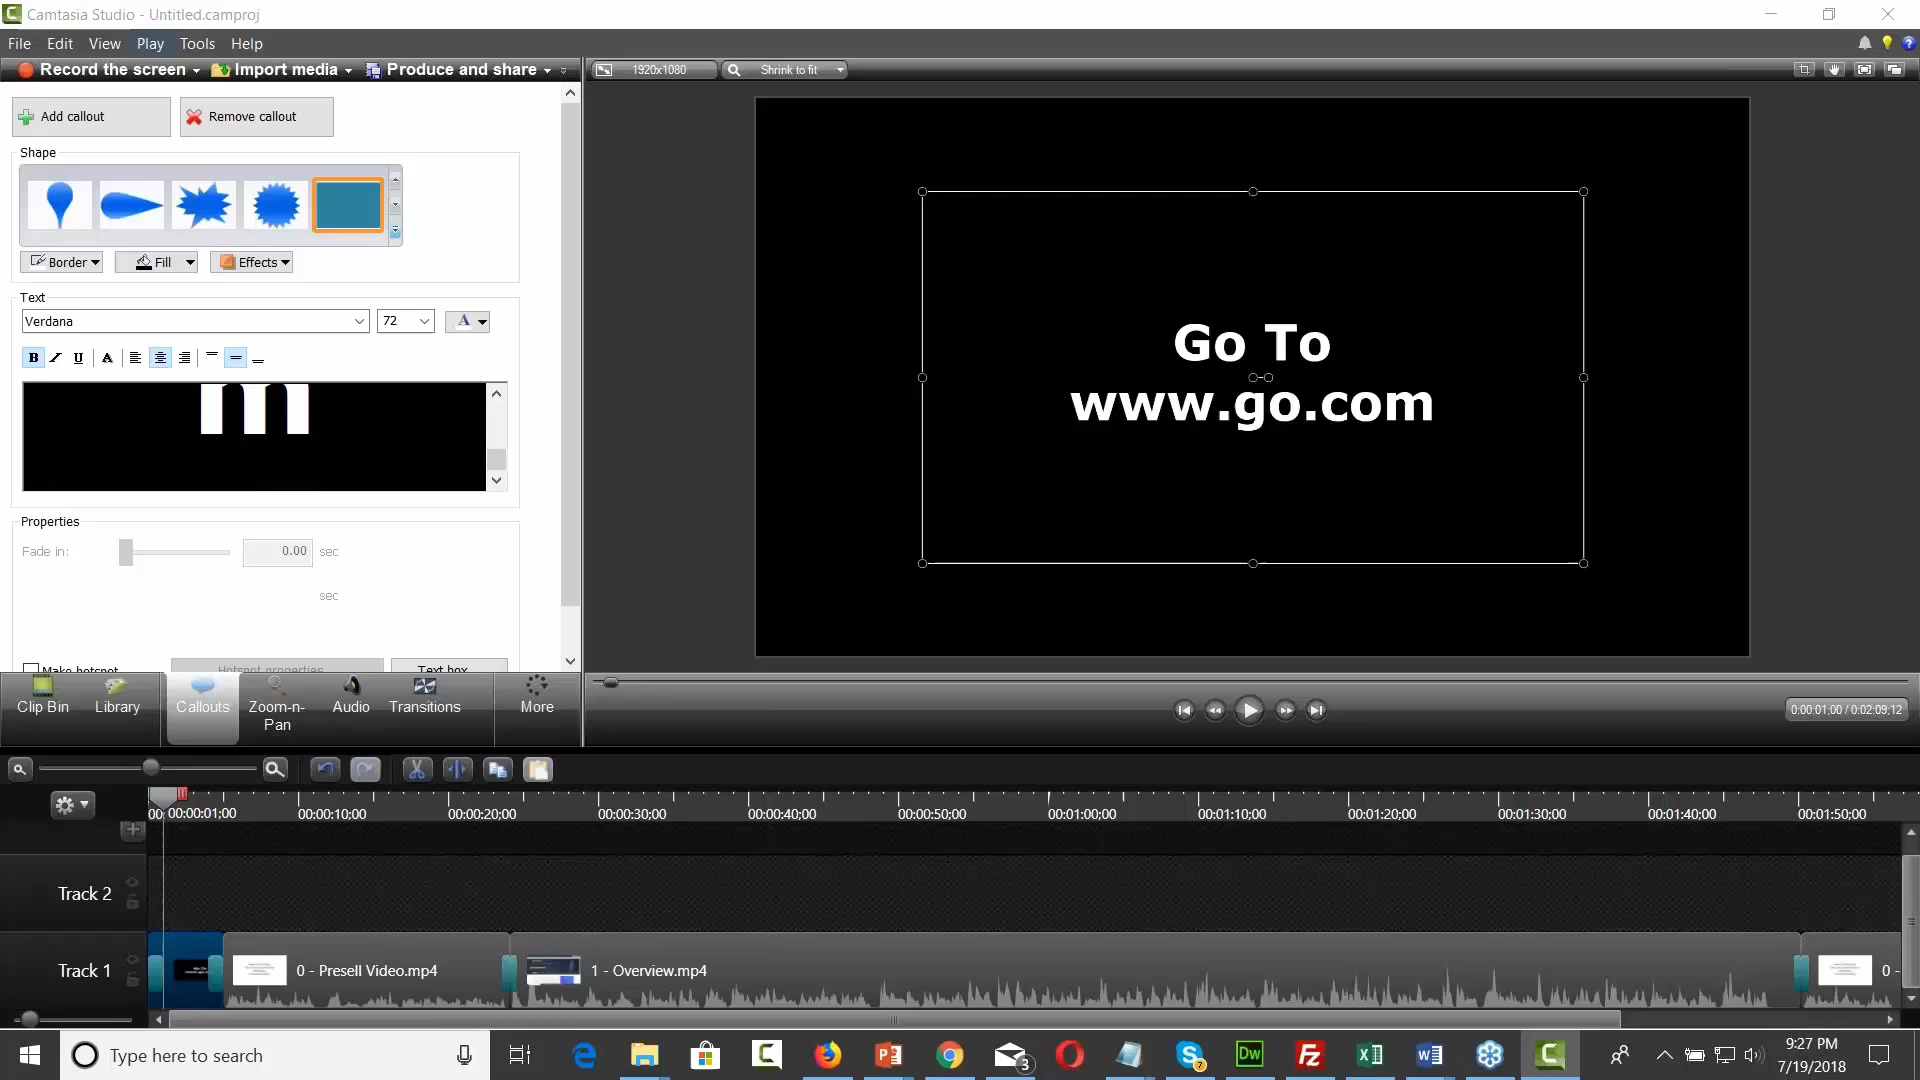 Camtasia Studio - Untitled.camproj
File Edit View Play Tools Help
Record the screen Import media Produce and share
1920x1080 Shrink to fit
Add callout Remove callout
Shape
Border Fill Effects
Text
Verdana 72 A
B I U A
m
Go To
www.go.com
Properties
Fade in: 0.00 sec
sec
Make hotspot Hotspot properties Text box
Clip Bin Library Callouts Zoom-n-Pan Audio Transitions More
0:00:01;00 / 0:02:09;12
00:00:01;00 00:00:10;00 00:00:20;00 00:00:30;00 00:00:40;00 00:00:50;00 00:01:00;00 00:01:10;00 00:01:20;00 00:01:30;00 00:01:40;00 00:01:50;00
Track 2
Track 1 0 - Presell Video.mp4 1 - Overview.mp4 0 -
Type here to search
3 7 Dw
9:27 PM
7/19/2018